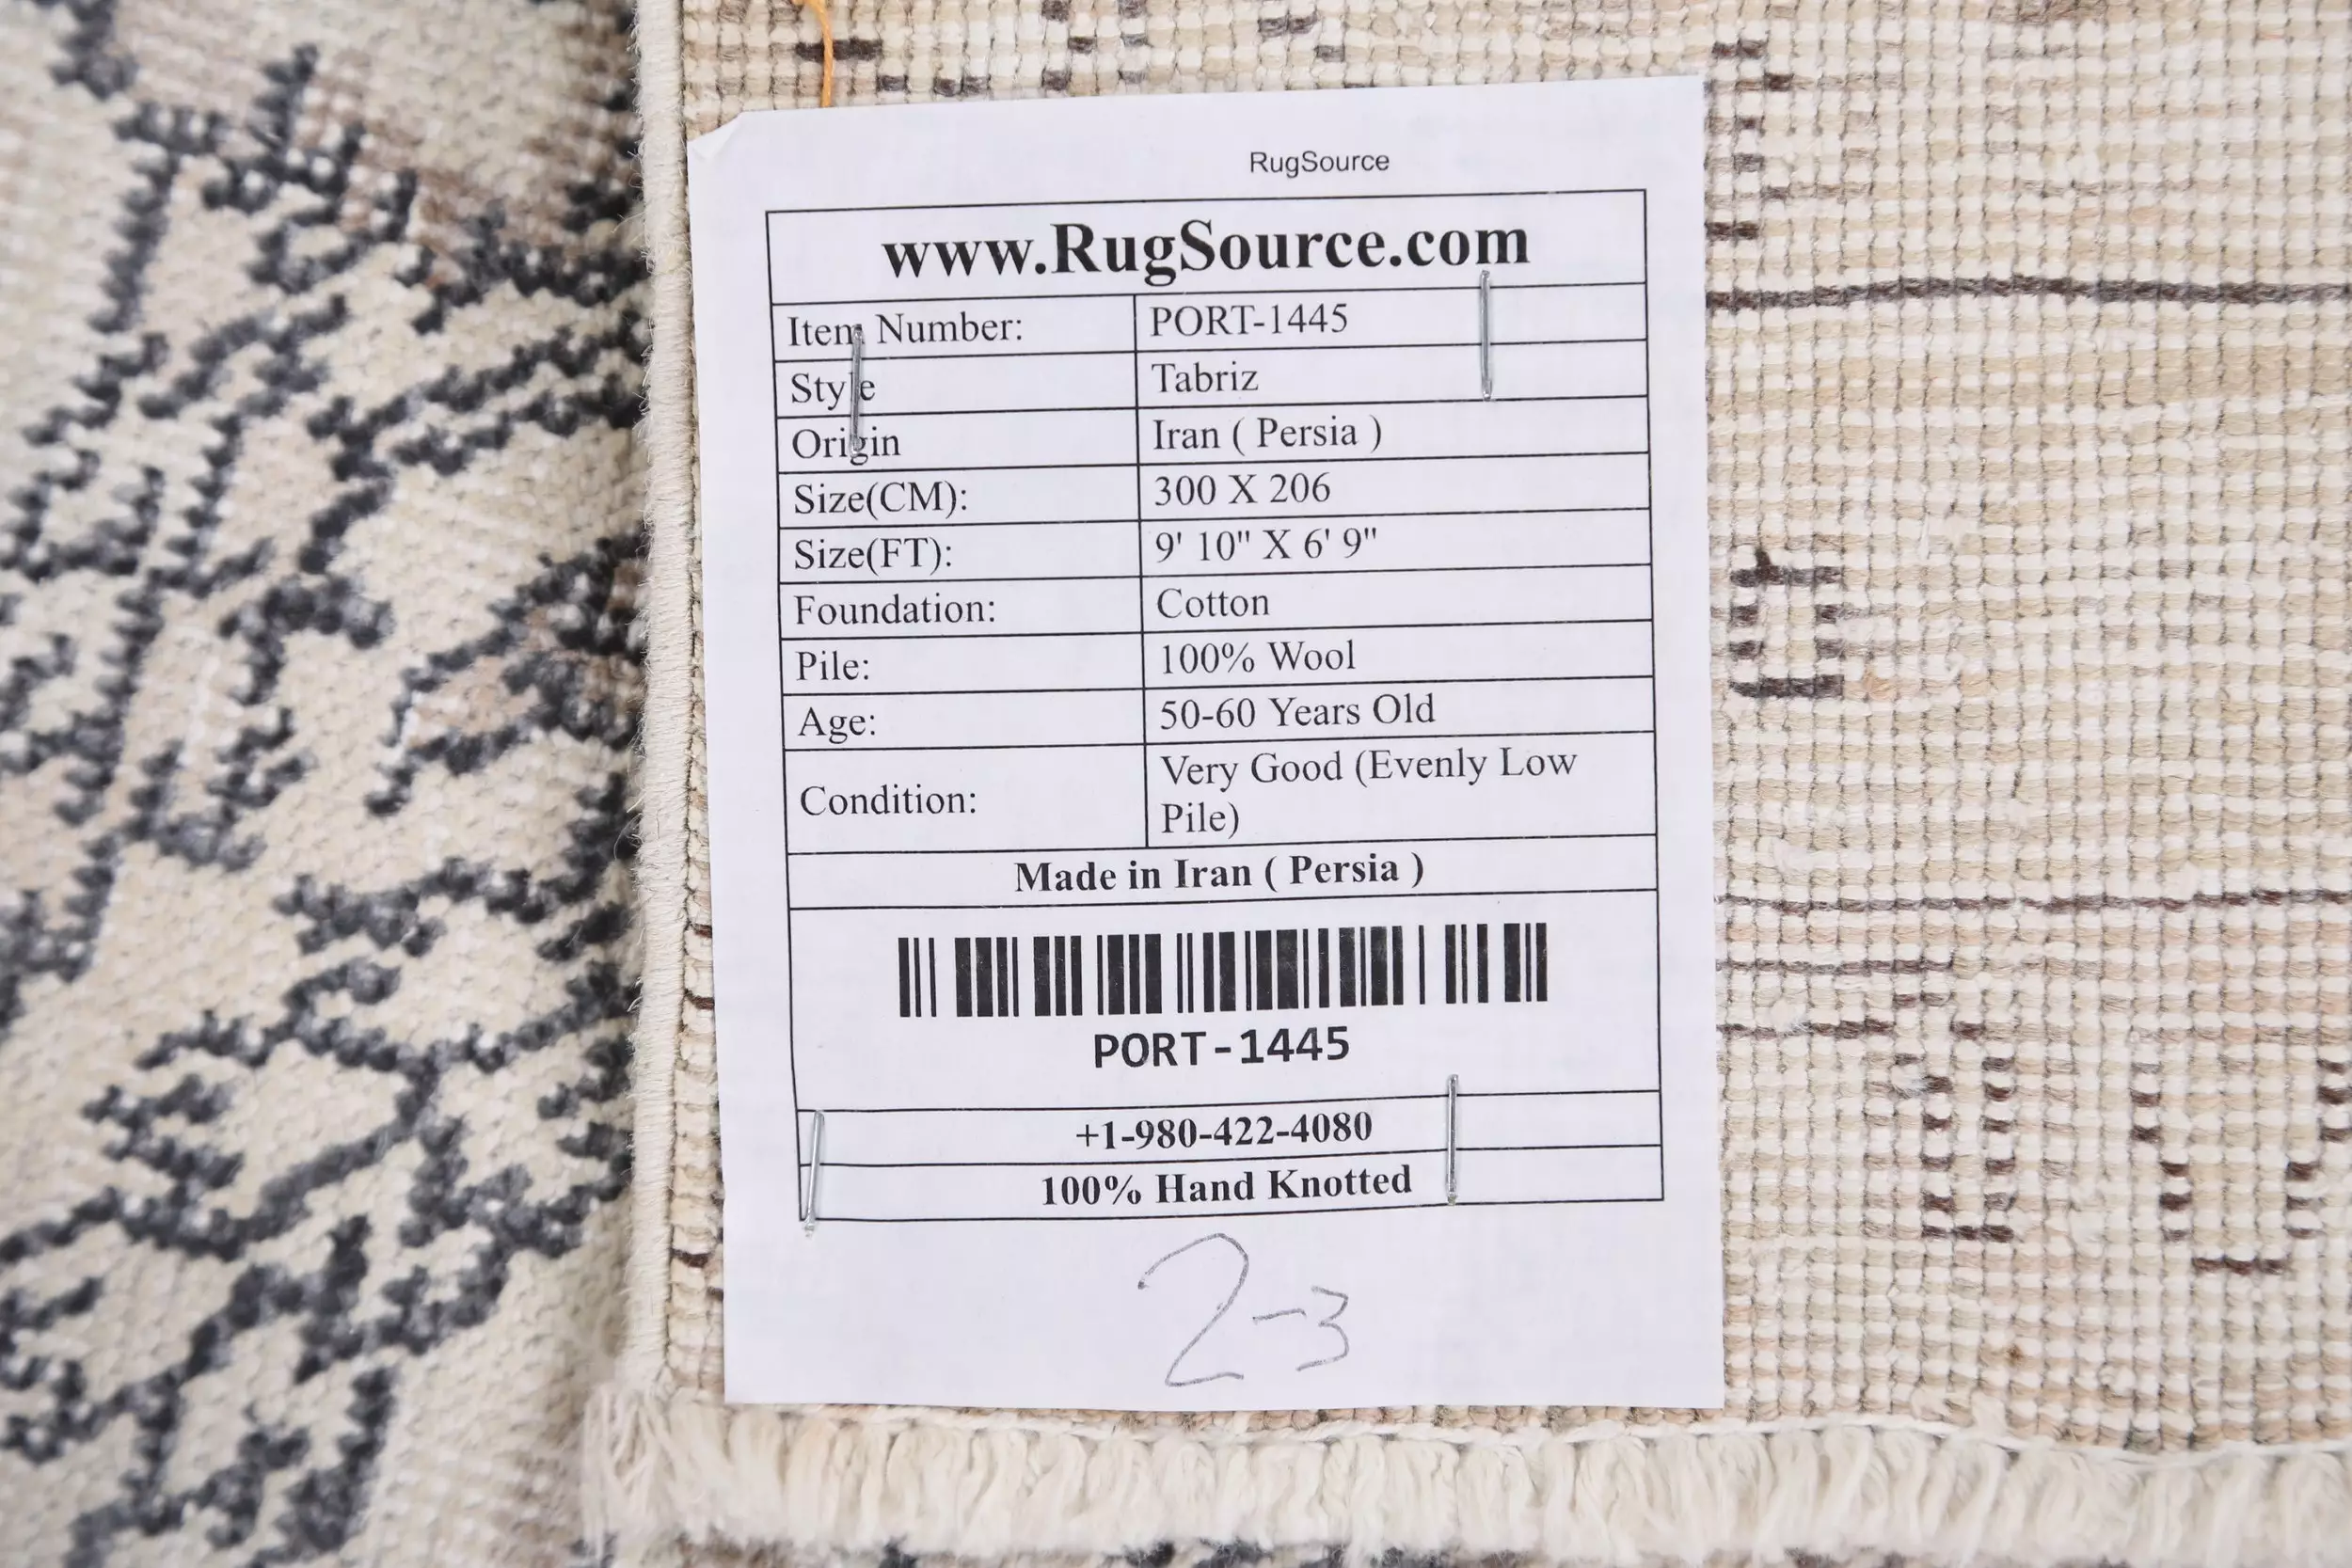 RugSource
www.RugSource.com
Item Number: PORT-1445
Style Tabriz
Origin Iran ( Persia )
Size(CM): 300 X 206
Size(FT): 9' 10" X 6' 9"
Foundation: Cotton
Pile: 100% Wool
Age: 50-60 Years Old
Condition: Very Good (Evenly Low
Pile)
Made in Iran ( Persia )
PORT-1445
+1-980-422-4080
100% Hand Knotted
2-3